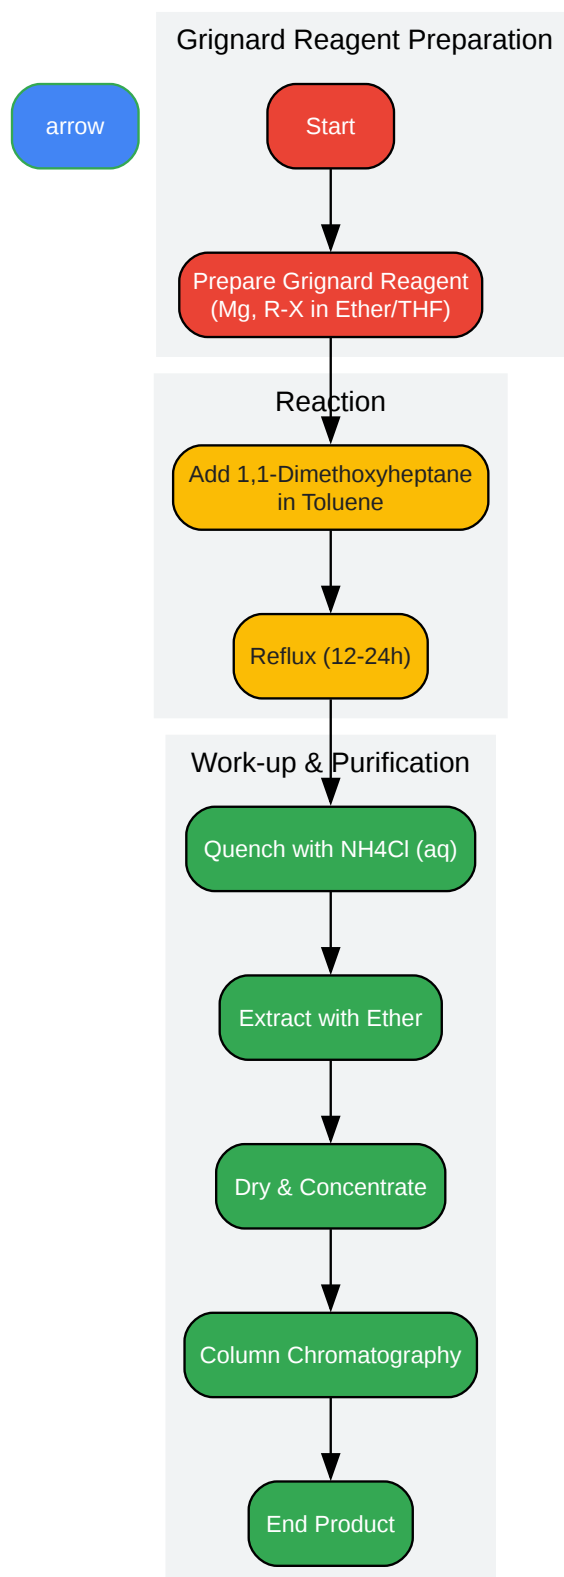 Grignard Reagent Preparation
arrow
Start
Prepare Grignard Reagent
(Mg, R-X in Ether/THF)
Reaction
Add 1,1-Dimethoxyheptane
in Toluene
Reflux (12-24h)
Work-up & Purification
Quench with NH4Cl (aq)
Extract with Ether
Dry & Concentrate
Column Chromatography
End Product